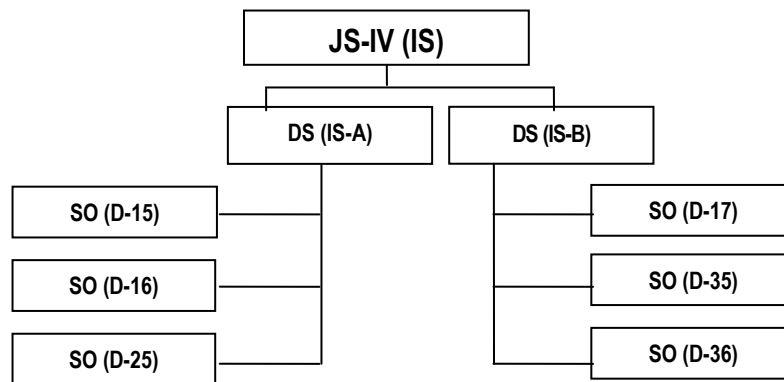 JS-IV (IS)
DS (IS-A)
DS (IS-B)
SO (D-15)
SO (D-17)
SO (D-16)
SO (D-35)
SO (D-25)
SO (D-36)